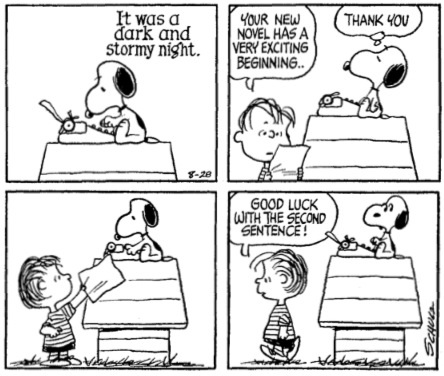 It was a
dark and
stormy night.
8-28
YOUR NEW
NOVEL HAS A
VERY EXCITING
BEGINNING..
THANK YOU
GOOD LUCK
WITH THE SECOND
SENTENCE!
SCHULZ